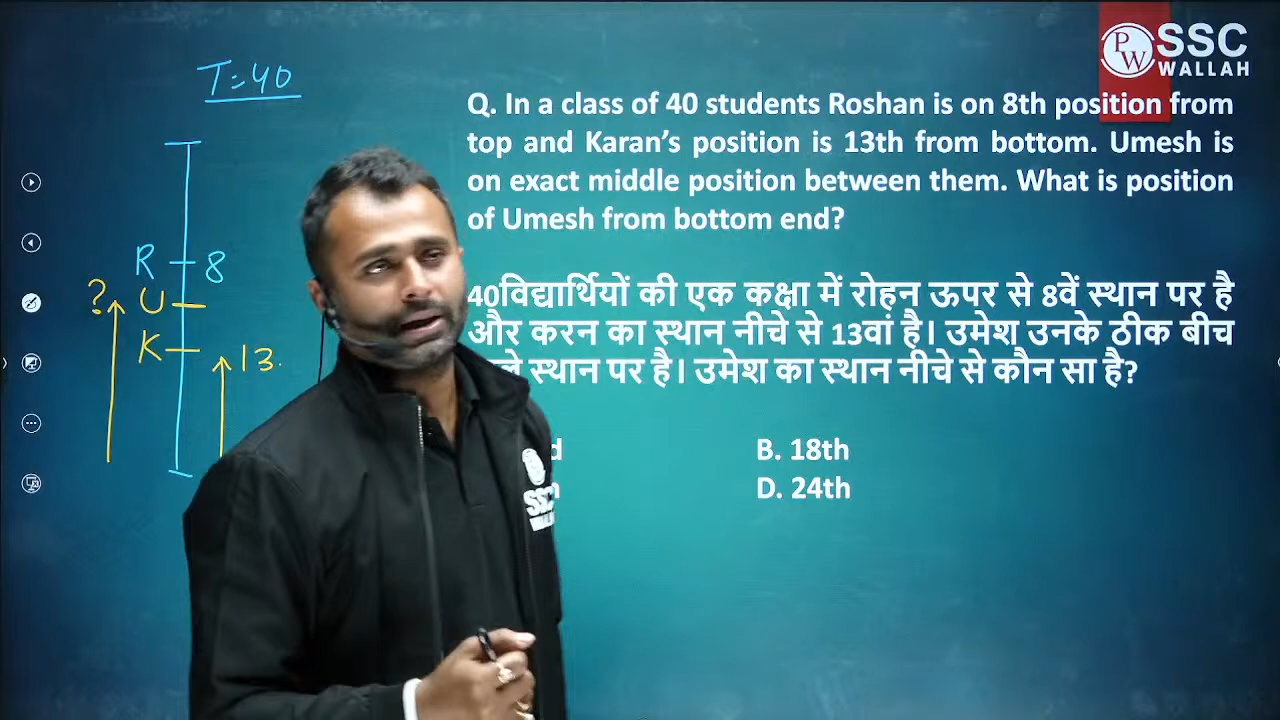 T=40
R 8
? U
K 13.
PW SSC
WALLAH
Q. In a class of 40 students Roshan is on 8th position from
top and Karan's position is 13th from bottom. Umesh is
on exact middle position between them. What is position
of Umesh from bottom end?
40विद्यार्थियों की एक कक्षा में रोहन ऊपर से 8वें स्थान पर है
और करन का स्थान नीचे से 13वां है। उमेश उनके ठीक बीच
स्थान पर है। उमेश का स्थान नीचे से कौन सा है?
B. 18th
D. 24th
SSC